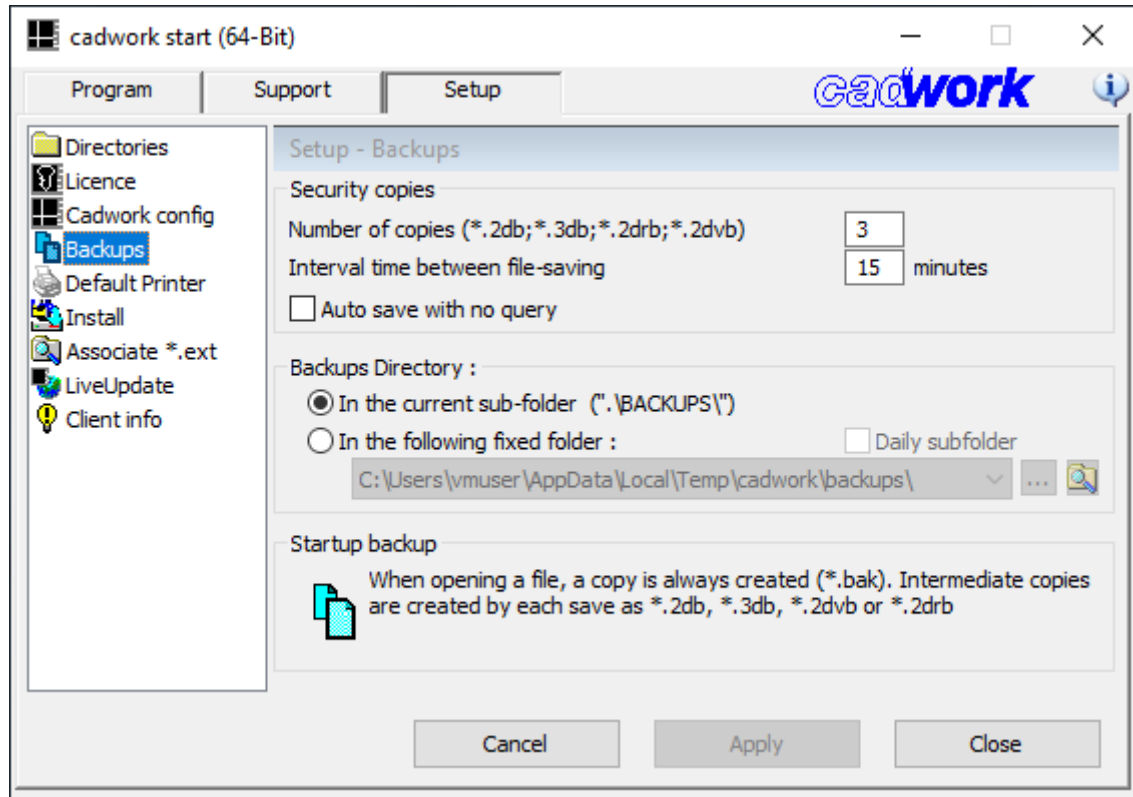 cadwork start (64-Bit)
Program
Support
Setup
cadwork
Directories
Licence
Cadwork config
Backups
Default Printer
Install
Associate *.ext
LiveUpdate
Client info
Setup - Backups
Security copies
Number of copies (*.2db;*.3db;*.2drb;*.2dvb)
3
Interval time between file-saving
15 minutes
Auto save with no query
Backups Directory :
In the current sub-folder (".\BACKUPS\")
In the following fixed folder :
Daily subfolder
C:\Users\vmuser\AppData\Local\Temp\cadwork\backups\
...
Startup backup
When opening a file, a copy is always created (*.bak). Intermediate copies
are created by each save as *.2db, *.3db, *.2dvb or *.2drb
Cancel
Apply
Close